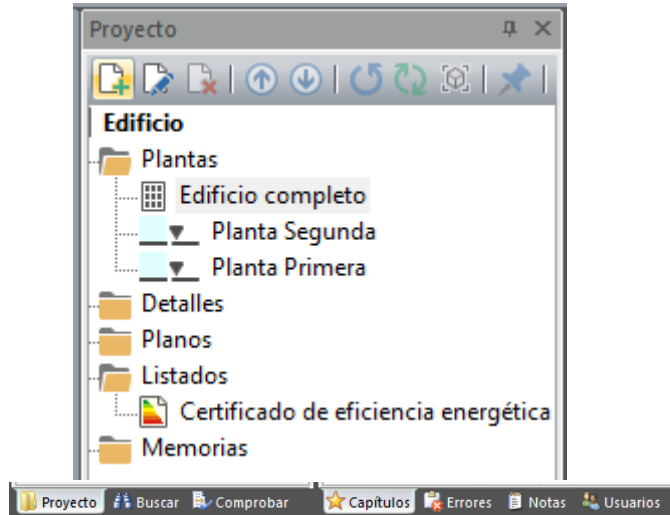 Proyecto
Edificio
Plantas
Edificio completo
Planta Segunda
Planta Primera
Detalles
Planos
Listados
Certificado de eficiencia energética
Memorias
Proyecto Buscar Comprobar Capítulos Errores Notas Usuarios